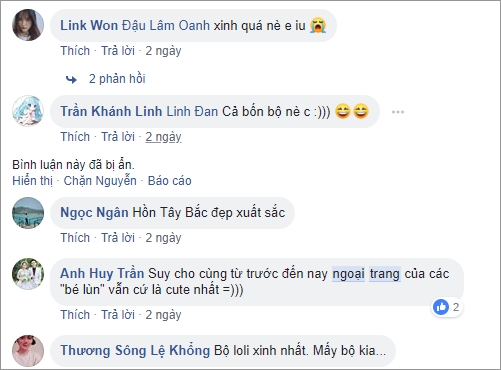 Link Won Đậu Lâm Oanh xinh quá nè e iu 😭
Thích · Trả lời · 2 ngày
2 phản hồi
Trần Khánh Linh Linh Đan Cả bốn bộ nè c :))) 😄😄
Thích · Trả lời · 2 ngày
Bình luận này đã bị ẩn.
Hiển thị · Chặn Nguyễn · Báo cáo
Ngọc Ngân Hồn Tây Bắc đẹp xuất sắc
Thích · Trả lời · 2 ngày
Anh Huy Trần Suy cho cùng từ trước đến nay ngoại trang của các
"bé lùn" vẫn cứ là cute nhất =)))
2
Thích · Trả lời · 2 ngày
Thương Sông Lệ Khổng Bộ loli xinh nhất. Mấy bộ kia...